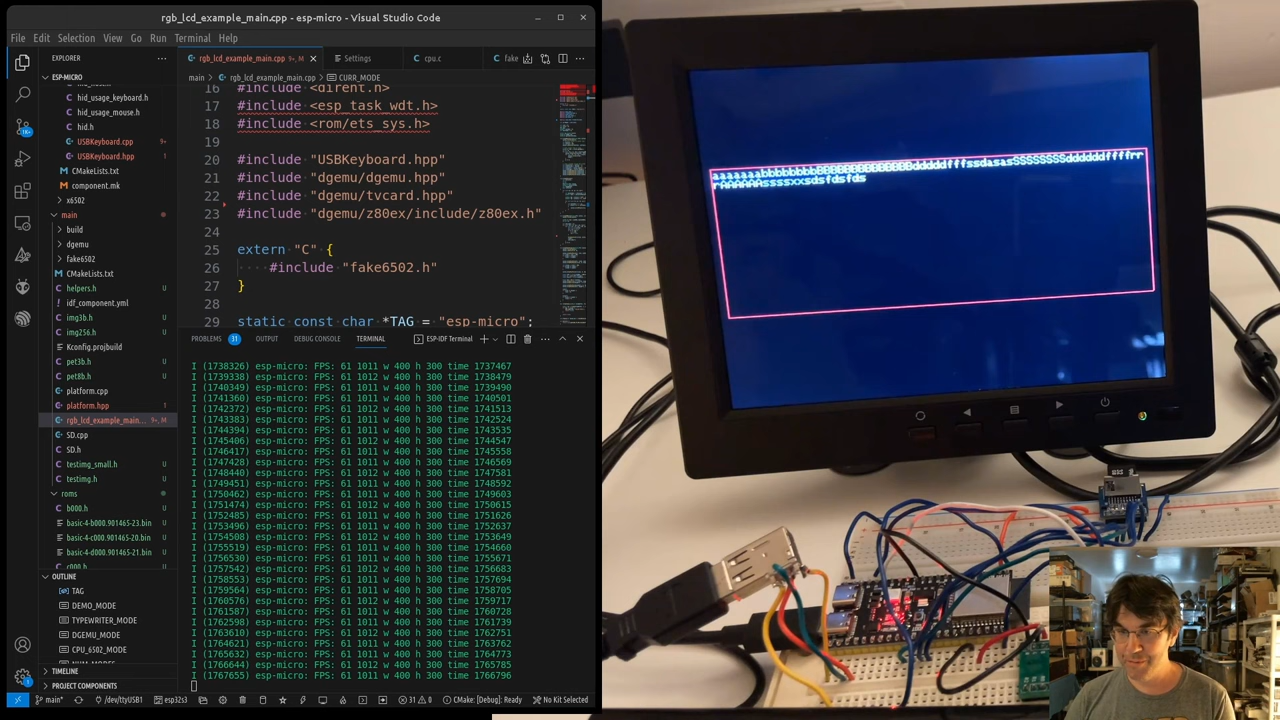 rgb_lcd_example_main.cpp - esp-micro - Visual Studio Code
File Edit Selection View Go Run Terminal Help
EXPLORER
rgb_lcd_example_main.cpp 9+, M
Settings
cpu.c
fake
ESP-MICRO
main > rgb_lcd_example_main.cpp > CURR_MODE
hid_usage_keyboard.h
hid_usage_mouse.h
hid.h
USBKeyboard.cpp 9+
USBKeyboard.hpp 1
CMakeLists.txt
component.mk
x6502
main
build
dgemu
fake6502
CMakeLists.txt
helpers.h U
idf_component.yml
img3b.h U
img256.h U
Kconfig.projbuild
pet3b.h U
pet8b.h U
platform.cpp
platform.hpp 1
rgb_lcd_example_main... 9+, M
SD.cpp
SD.h
testimg_small.h U
testimg.h U
roms
b000.h U
basic-4-b000.901465-23.bin
basic-4-c000.901465-20.bin
basic-4-d000.901465-21.bin
c000.h U
OUTLINE
TAG
DEMO_MODE
TYPEWRITER_MODE
DGEMU_MODE
CPU_6502_MODE
NUM_MODES
TIMELINE
PROJECT COMPONENTS
16 #include <dirent.h>
17 #include <esp_task_wdt.h>
18 #include <rom/ets_sys.h>
19
20 #include "USBKeyboard.hpp"
21 #include "dgemu/dgemu.hpp"
22 #include "dgemu/tvcard.hpp"
23 #include "dgemu/z80ex/include/z80ex.h"
24
25 extern "C" {
26 #include "fake6502.h"
27 }
28
29 static const char *TAG = "esp-micro";
PROBLEMS 31 OUTPUT DEBUG CONSOLE TERMINAL ESP-IDF Terminal
I (1738326) esp-micro: FPS: 61 1011 w 400 h 300 time 1737467
I (1739338) esp-micro: FPS: 61 1012 w 400 h 300 time 1738479
I (1740349) esp-micro: FPS: 61 1011 w 400 h 300 time 1739490
I (1741360) esp-micro: FPS: 61 1011 w 400 h 300 time 1740501
I (1742372) esp-micro: FPS: 61 1012 w 400 h 300 time 1741513
I (1743383) esp-micro: FPS: 61 1011 w 400 h 300 time 1742524
I (1744394) esp-micro: FPS: 61 1011 w 400 h 300 time 1743535
I (1745406) esp-micro: FPS: 61 1012 w 400 h 300 time 1744547
I (1746417) esp-micro: FPS: 61 1011 w 400 h 300 time 1745558
I (1747428) esp-micro: FPS: 61 1011 w 400 h 300 time 1746569
I (1748440) esp-micro: FPS: 61 1012 w 400 h 300 time 1747581
I (1749451) esp-micro: FPS: 61 1011 w 400 h 300 time 1748592
I (1750462) esp-micro: FPS: 61 1011 w 400 h 300 time 1749603
I (1751474) esp-micro: FPS: 61 1012 w 400 h 300 time 1750615
I (1752485) esp-micro: FPS: 61 1011 w 400 h 300 time 1751626
I (1753496) esp-micro: FPS: 61 1011 w 400 h 300 time 1752637
I (1754508) esp-micro: FPS: 61 1012 w 400 h 300 time 1753649
I (1755519) esp-micro: FPS: 61 1011 w 400 h 300 time 1754660
I (1756530) esp-micro: FPS: 61 1011 w 400 h 300 time 1755671
I (1757542) esp-micro: FPS: 61 1012 w 400 h 300 time 1756683
I (1758553) esp-micro: FPS: 61 1011 w 400 h 300 time 1757694
I (1759564) esp-micro: FPS: 61 1011 w 400 h 300 time 1758705
I (1760576) esp-micro: FPS: 61 1012 w 400 h 300 time 1759717
I (1761587) esp-micro: FPS: 61 1011 w 400 h 300 time 1760728
I (1762598) esp-micro: FPS: 61 1011 w 400 h 300 time 1761739
I (1763610) esp-micro: FPS: 61 1012 w 400 h 300 time 1762751
I (1764621) esp-micro: FPS: 61 1011 w 400 h 300 time 1763762
I (1765632) esp-micro: FPS: 61 1011 w 400 h 300 time 1764773
I (1766644) esp-micro: FPS: 61 1012 w 400 h 300 time 1765785
I (1767655) esp-micro: FPS: 61 1011 w 400 h 300 time 1766796
main* /dev/ttyUSB1 esp32s3 31 0 CMake: [Debug]: Ready No Kit Selected
rAAAAAAssssxxsdsfdsfds